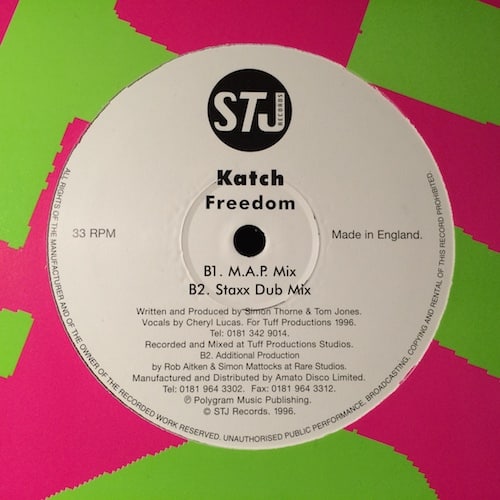 STJ
RECORDS
Katch
Freedom
33 RPM
Made in England.
B1. M.A.P. Mix
B2. Staxx Dub Mix
Written and Produced by Simon Thorne & Tom Jones.
Vocals by Cheryl Lucas. For Tuff Productions 1996.
Tel: 0181 342 9014.
Recorded and Mixed at Tuff Productions Studios.
B2. Additional Production
by Rob Aitken & Simon Mattocks at Rare Studios.
Manufactured and Distributed by Amato Disco Limited.
Tel: 0181 964 3302. Fax: 0181 964 3312.
℗ Polygram Music Publishing.
© STJ Records. 1996.
ALL RIGHTS OF THE MANUFACTURER AND OF THE OWNER OF THE RECORDED WORK RESERVED. UNAUTHORISED PUBLIC PERFORMANCE, BROADCASTING, COPYING AND RENTAL OF THIS RECORD PROHIBITED.